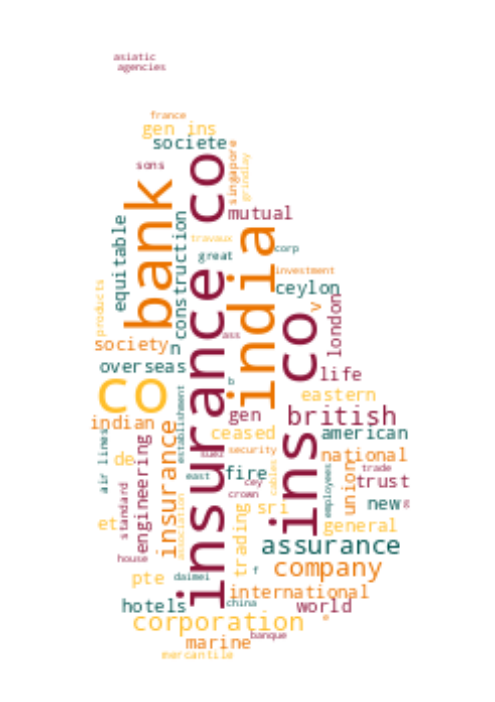 asiatic
agencies
france
gen ins
societe
sons
singapore
grindlay
bank
insurance co
mutual
equitable
construction
travaux
great
india
corp
investment
ceylon
products
v
london
society
n
ass
ins co
overseas
life
co
b
eastern
indian
establishment
gen
british
insurance
ceased
american
air lines
de
engineering
suez
security
national
east
fire
cey
cables
employees
union
trade
trust
standard
association
crown
sri
new
s
et
trading
general
house
assurance
pte
daimei
f
company
international
hotels
china
world
corporation
e
banque
marine
mercantile